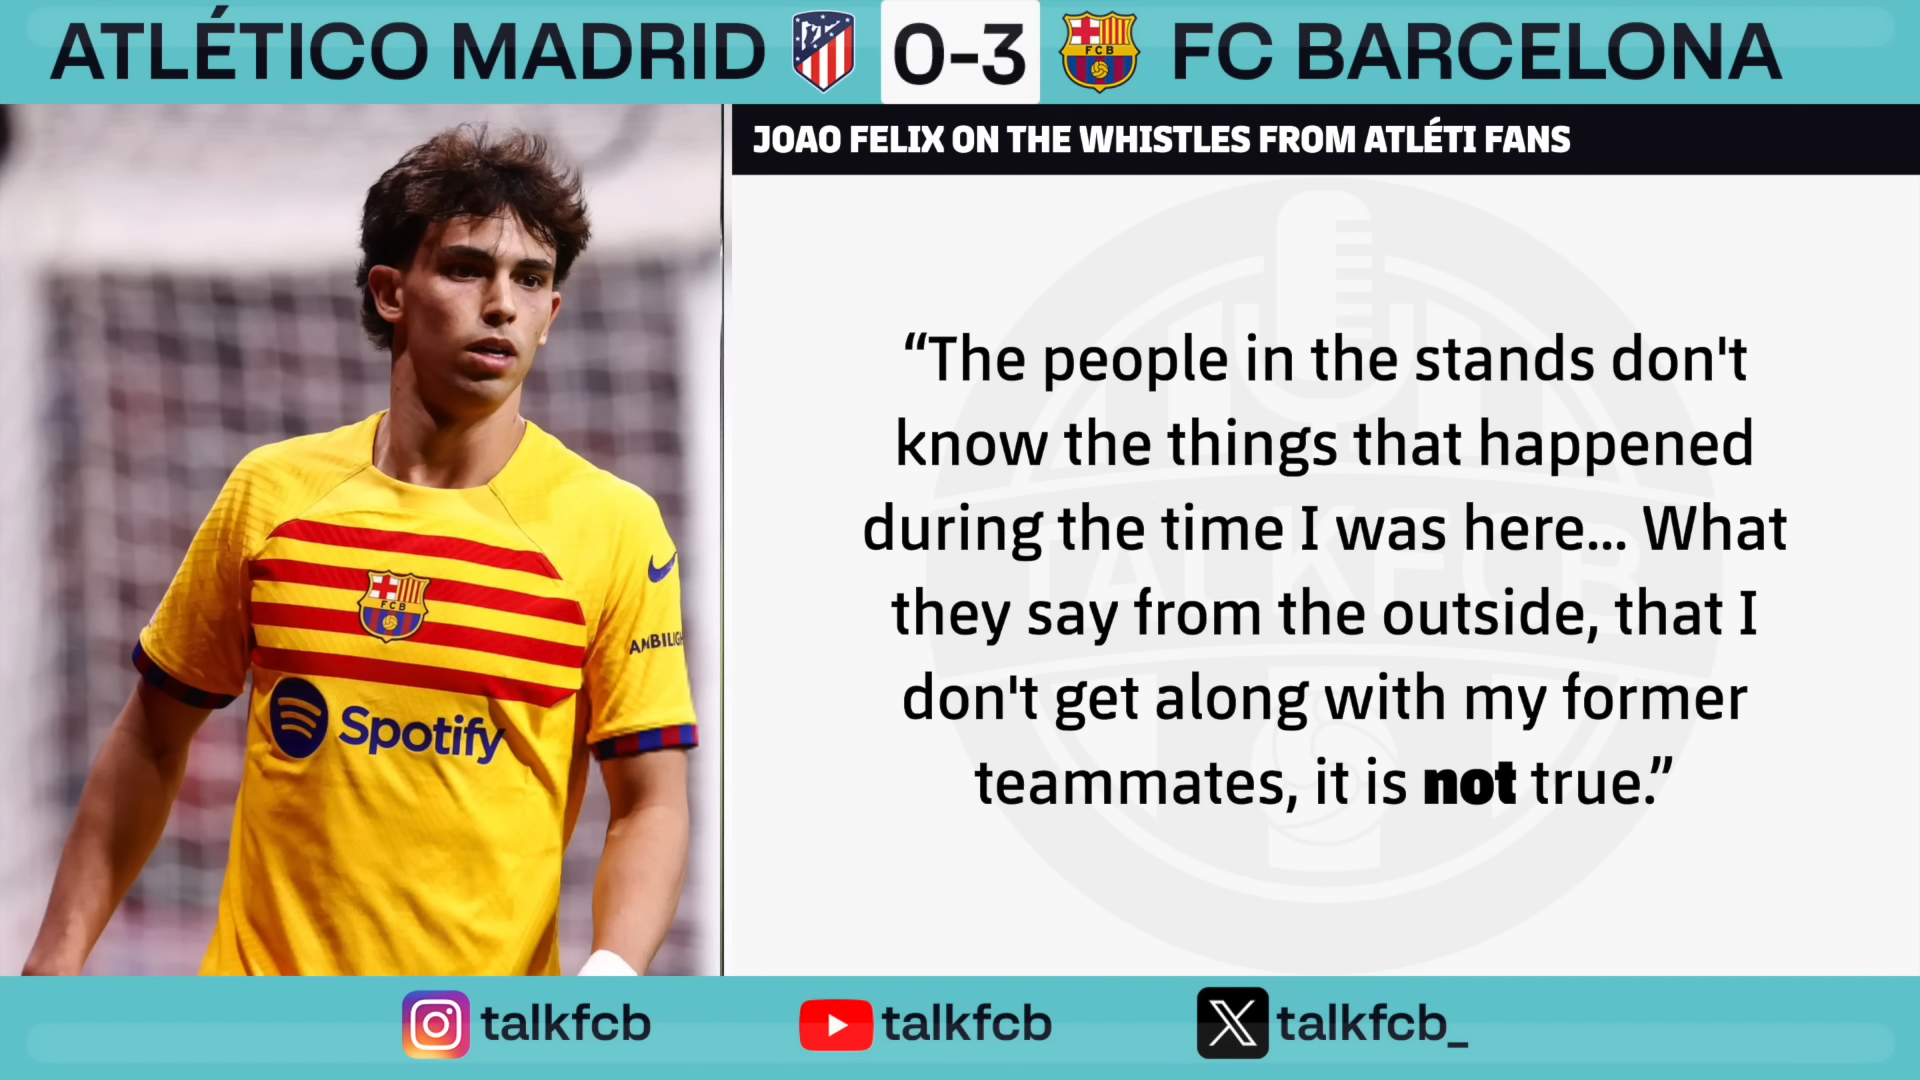 ATLÉTICO MADRID 0-3 FC BARCELONA
FCB
JOAO FELIX ON THE WHISTLES FROM ATLÉTI FANS
“The people in the stands don't
know the things that happened
during the time I was here... What
they say from the outside, that I
don't get along with my former
teammates, it is not true.”
TALKFCB
FCB
Spotify
talkfcb
talkfcb
talkfcb_